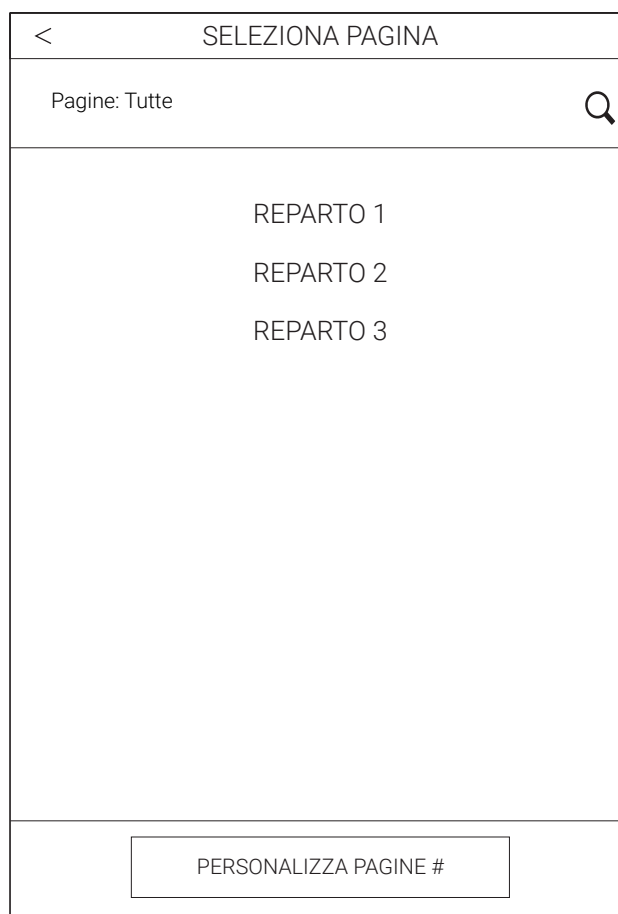 < SELEZIONA PAGINA
Pagine: Tutte
REPARTO 1
REPARTO 2
REPARTO 3
PERSONALIZZA PAGINE #